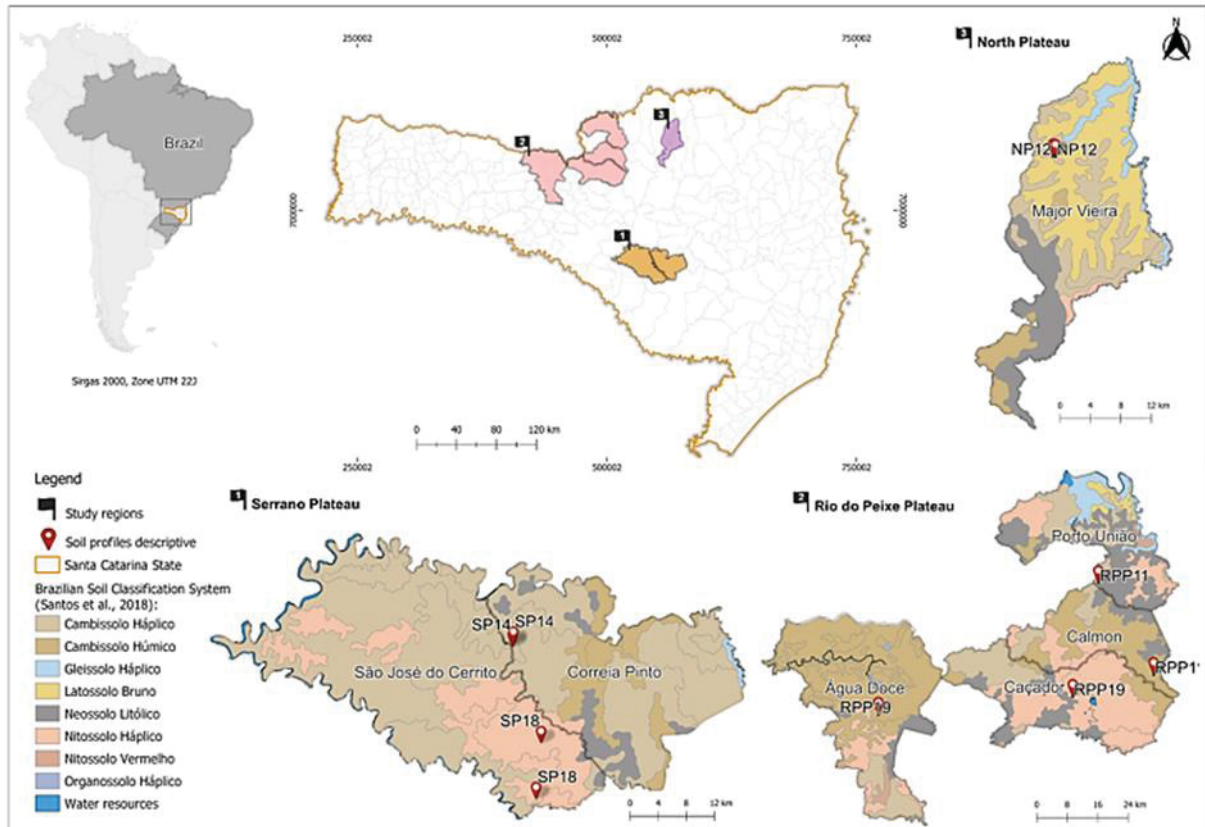 Brazil
Sirgas 2000, Zone UTM 22J
250002
500002
750002
7000000
7000000
2
3
1
0 40 80 120 km
250002
500002
750002
3 North Plateau
N
NP12 NP12
Major Vieira
0 4 8 12 km
Legend
Study regions
Soil profiles descriptive
Santa Catarina State
Brazilian Soil Classification System
(Santos et al., 2018):
Cambissolo Háplico
Cambissolo Húmico
Gleissolo Háplico
Latossolo Bruno
Neossolo Litólico
Nitossolo Háplico
Nitossolo Vermelho
Organossolo Háplico
Water resources
1 Serrano Plateau
SP14 SP14
São José do Cerrito
Correia Pinto
SP18
SP18
0 4 8 12 km
2 Rio do Peixe Plateau
Porto União
RPP11
Calmon
RPP1
Caçador
RPP19
Água Doce
RPP19
0 8 16 24 km